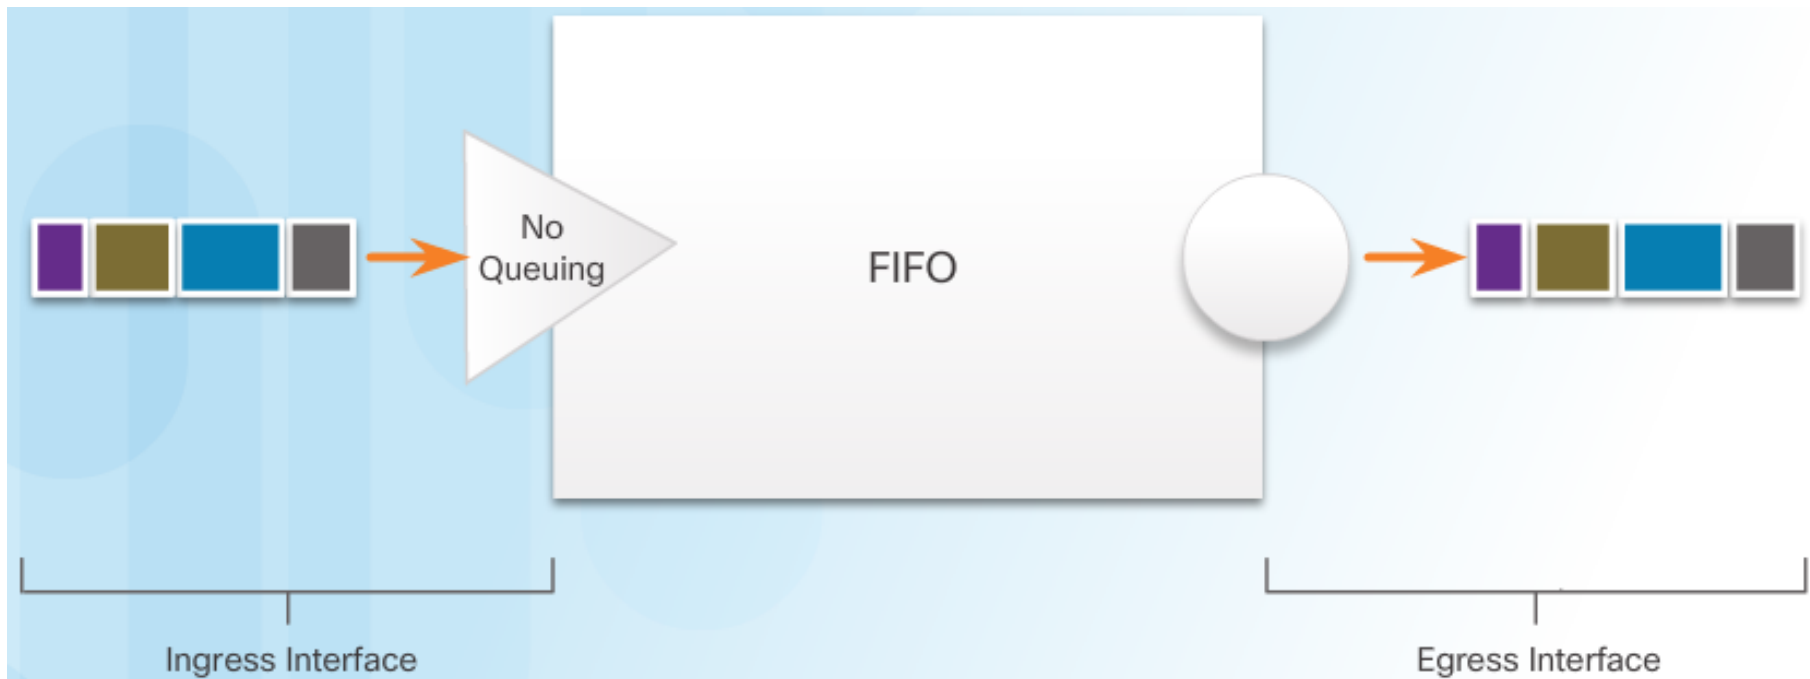 No
Queuing
FIFO
Ingress Interface
Egress Interface